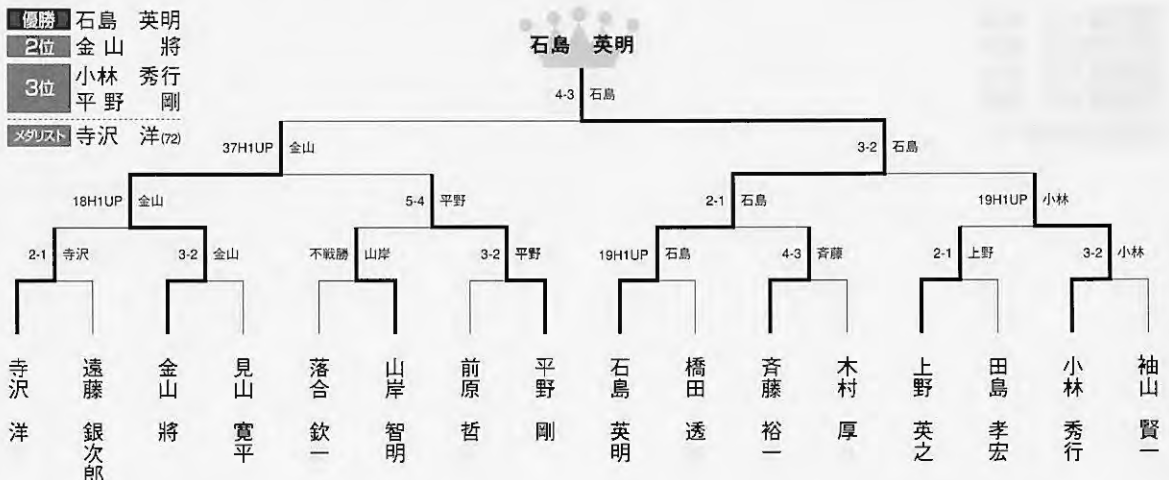 優勝 石島 英明
2位 金山 將
3位 小林 秀行
平野 剛
メダリスト 寺沢 洋(72)
石島 英明
4-3 石島
37H1UP 金山
3-2 石島
18H1UP 金山
5-4 平野
2-1 石島
19H1UP 小林
2-1 寺沢
3-2 金山
不戦勝 山岸
3-2 平野
19H1UP 石島
4-3 斉藤
2-1 上野
3-2 小林
寺沢 洋
遠藤 銀次郎
金山 將
見山 寛平
落合 欽一
山岸 智明
前原 哲
平野 剛
石島 英明
橋田 透
斉藤 裕一
木村 厚
上野 英之
田島 孝宏
小林 秀行
袖山 賢一